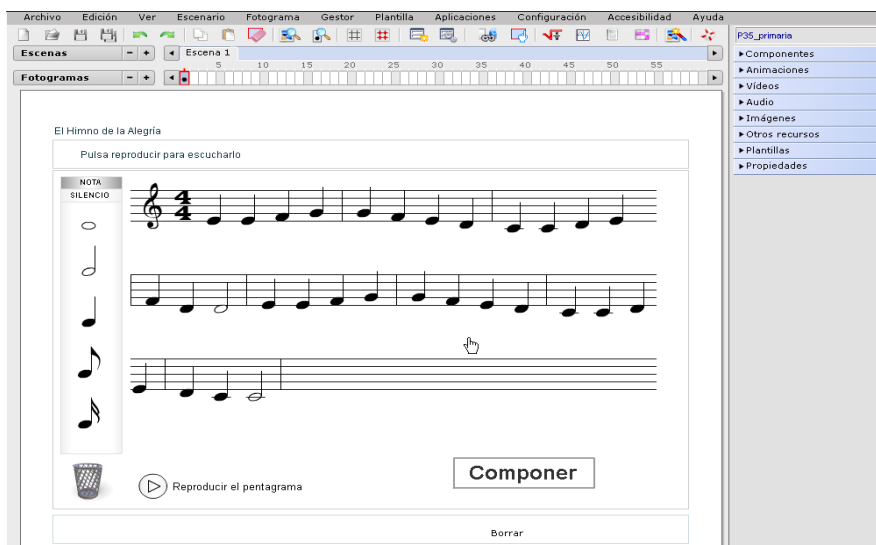 Archivo Edición Ver Escenario Fotograma Gestor Plantilla Aplicaciones Configuración Accesibilidad Ayuda
P35_primaria
Escenas - + Escena 1
Componentes
5 10 15 20 25 30 35 40 45 50 55
Animaciones
Fotogramas - +
Vídeos
Audio
Imágenes
Otros recursos
Plantillas
Propiedades
El Himno de la Alegría
Pulsa reproducir para escucharlo
NOTA
SILENCIO
4
4
Componer
Reproducir el pentagrama
Borrar